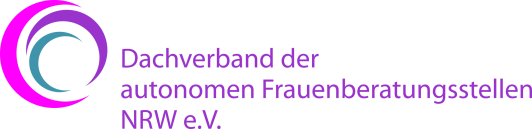 Dachverband der
autonomen Frauenberatungsstellen
NRW e.V.